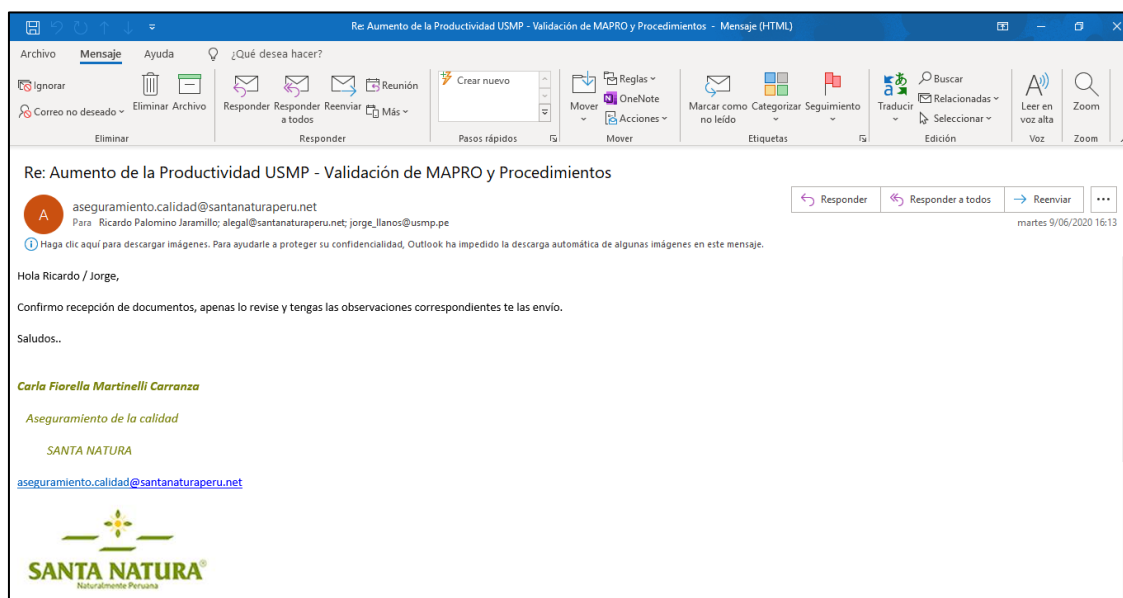 Re: Aumento de la Productividad USMP - Validación de MAPRO y Procedimientos - Mensaje (HTML)
Archivo Mensaje Ayuda ¿Qué desea hacer?
Ignorar
Correo no deseado
Eliminar Archivo
Eliminar
Responder Responder a todos Reenviar
Reunión
Más
Responder
Crear nuevo
Pasos rápidos
Mover
Reglas
OneNote
Acciones
Mover
Marcar como no leído Categorizar Seguimiento
Etiquetas
Traducir
Buscar
Relacionadas
Seleccionar
Edición
Leer en voz alta
Voz
Zoom
Zoom
Re: Aumento de la Productividad USMP - Validación de MAPRO y Procedimientos
A
aseguramiento.calidad@santanaturaperu.net
Para Ricardo Palomino Jaramillo; alegal@santanaturaperu.net; jorge_llanos@usmp.pe
Responder Responder a todos Reenviar
martes 9/06/2020 16:13
Haga clic aquí para descargar imágenes. Para ayudarle a proteger su confidencialidad, Outlook ha impedido la descarga automática de algunas imágenes en este mensaje.
Hola Ricardo / Jorge,
Confirmo recepción de documentos, apenas lo revise y tengas las observaciones correspondientes te las envío.
Saludos..
Carla Fiorella Martinelli Carranza
Aseguramiento de la calidad
SANTA NATURA
aseguramiento.calidad@santanaturaperu.net
SANTA NATURA®
Naturalmente Peruana